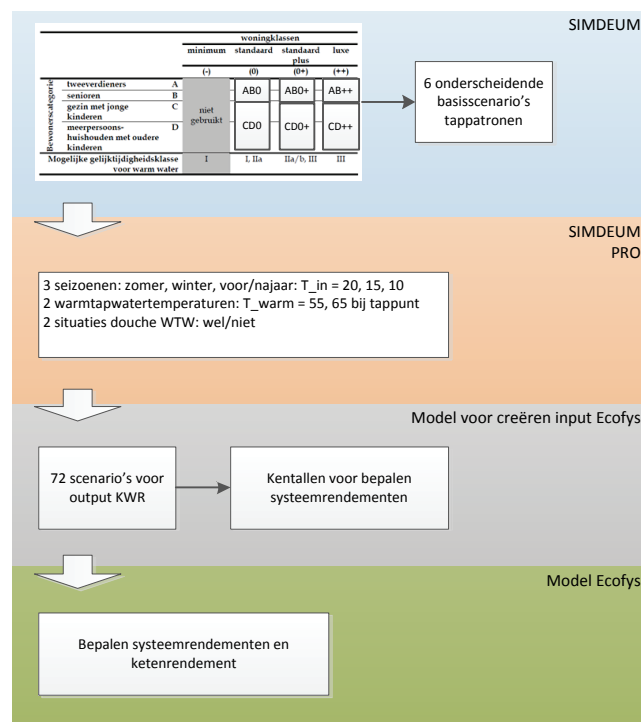 SIMDEUM
woningklassen
minimum standaard standaard plus luxe
(-) (0) (0+) (++)
Bewonerscategorie
tweeverdieners A
senioren B
gezin met jonge kinderen C
meerpersoons-huishouden met oudere kinderen D
niet gebruikt
AB0 AB0+ AB++
CD0 CD0+ CD++
Mogelijke gelijktijdigheidsklasse voor warm water I I, IIa IIa/b, III III
6 onderscheidende
basisscenario's
tappatronen
SIMDEUM
PRO
3 seizoenen: zomer, winter, voor/najaar: T_in = 20, 15, 10
2 warmtapwatertemperaturen: T_warm = 55, 65 bij tappunt
2 situaties douche WTW: wel/niet
Model voor creëren input Ecofys
72 scenario's voor
output KWR
Kentallen voor bepalen
systeemrendementen
Model Ecofys
Bepalen systeemrendementen en
ketenrendement